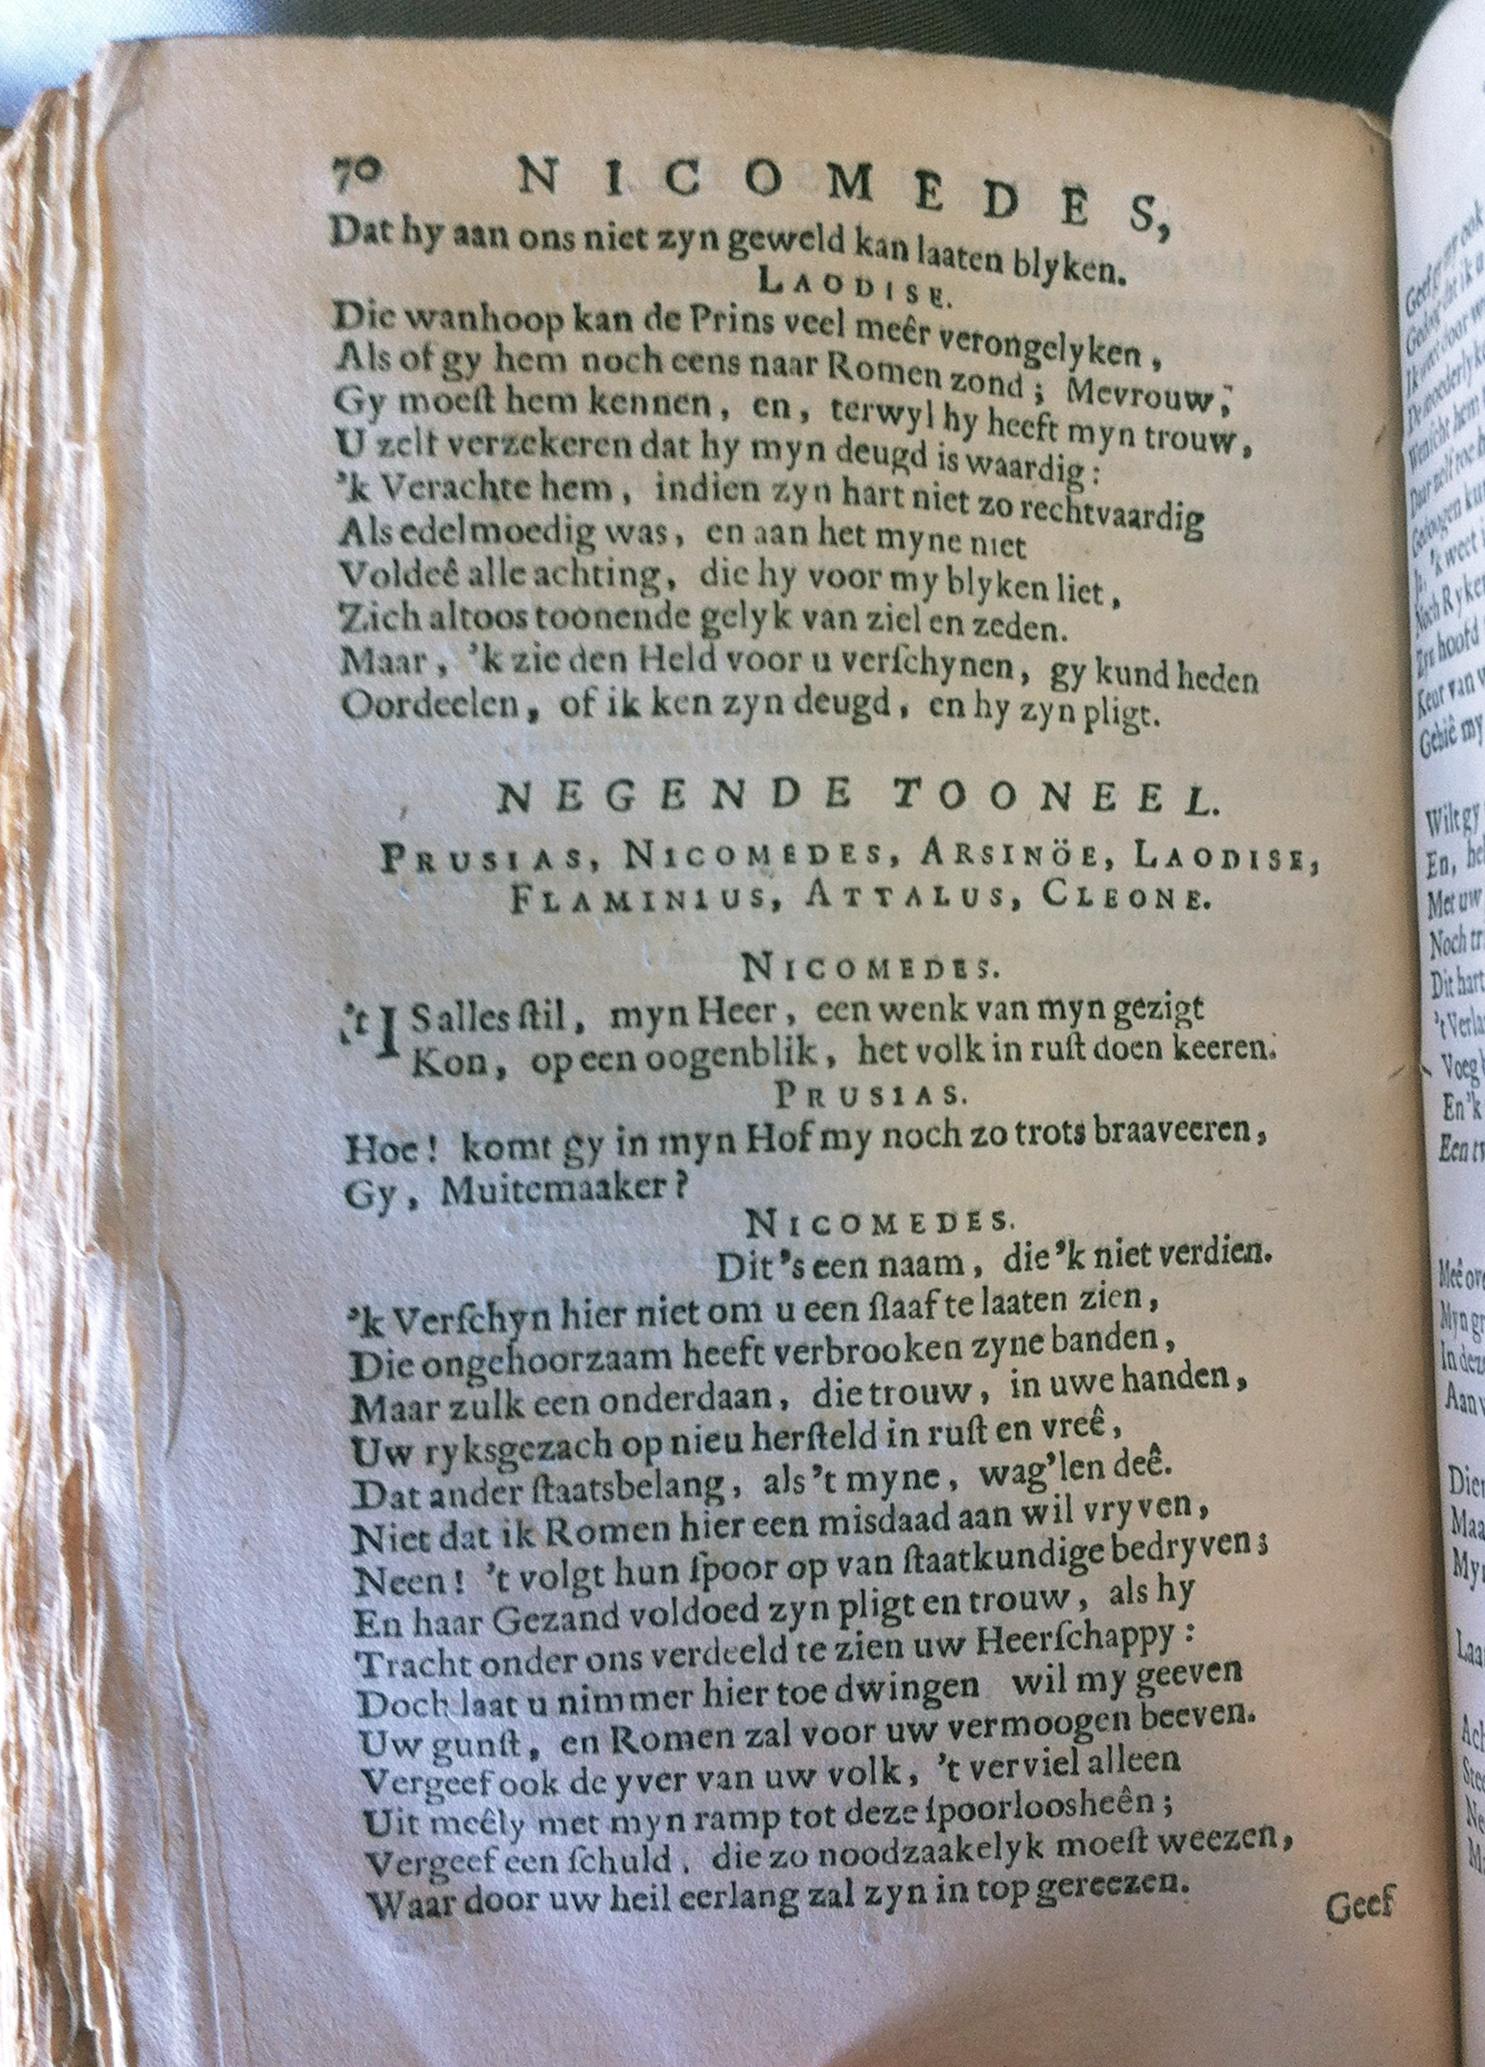 70 NICOMEDES,
Dat hy aan ons niet zyn geweld kan laaten blyken.
LAODISE.
Die wanhoop kan de Prins veel meêr verongelyken,
Als of gy hem noch eens naar Romen zond; Mevrouw;
Gy moeſt hem kennen, en, terwyl hy heeft myn trouw,
U zelf verzekeren dat hy myn deugd is waardig:
'k Verachte hem, indien zyn hart niet zo rechtvaardig
Als edelmoedig was, en aan het myne niet
Voldeê alle achting, die hy voor my blyken liet,
Zich altoos toonende gelyk van ziel en zeden.
Maar, 'k zie den Held voor u verſchynen, gy kund heden
Oordeelen, of ik ken zyn deugd, en hy zyn pligt.
NEGENDE TOONEEL.
PRUSIAS, NICOMEDES, ARSINÖE, LAODISE,
FLAMINIUS, ATTALUS, CLEONE.
NICOMEDES.
't IS alles ſtil, myn Heer, een wenk van myn gezigt
Kon, op een oogenblik, het volk in ruſt doen keeren.
PRUSIAS.
Hoe! komt gy in myn Hof my noch zo trots braaveeren,
Gy, Muitemaaker?
NICOMEDES.
Dit's een naam, die 'k niet verdien.
'k Verſchyn hier niet om u een ſlaaf te laaten zien,
Die ongehoorzaam heeft verbrooken zyne banden,
Maar zulk een onderdaan, die trouw, in uwe handen,
Uw ryksgezach op nieu herſteld in ruſt en vreê,
Dat ander ſtaatsbelang, als 't myne, wag'len deê.
Niet dat ik Romen hier een misdaad aan wil vryven,
Neen! 't volgt hun ſpoor op van ſtaatkundige bedryven;
En haar Gezand voldoed zyn pligt en trouw, als hy
Tracht onder ons verdeeld te zien uw Heerſchappy:
Doch laat u nimmer hier toe dwingen wil my geeven
Uw gunſt, en Romen zal voor uw vermoogen beeven.
Vergeef ook de yver van uw volk, 't verviel alleen
Uit meêly met myn ramp tot deze ſpoorloosheên;
Vergeef een ſchuld, die zo noodzaakelyk moeſt weezen,
Waar door uw heil eerlang zal zyn in top gereezen.
Geef